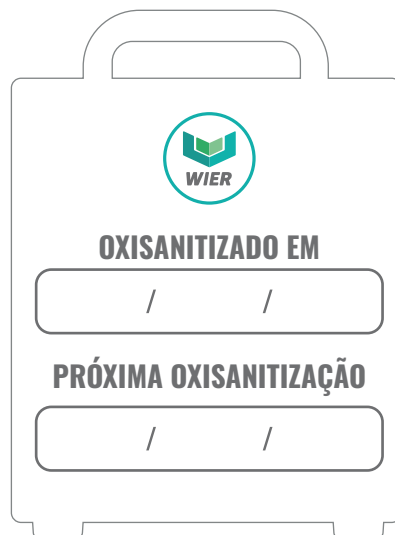 WIER
OXISANITIZADO EM
/ /
PRÓXIMA OXISANITIZAÇÃO
/ /